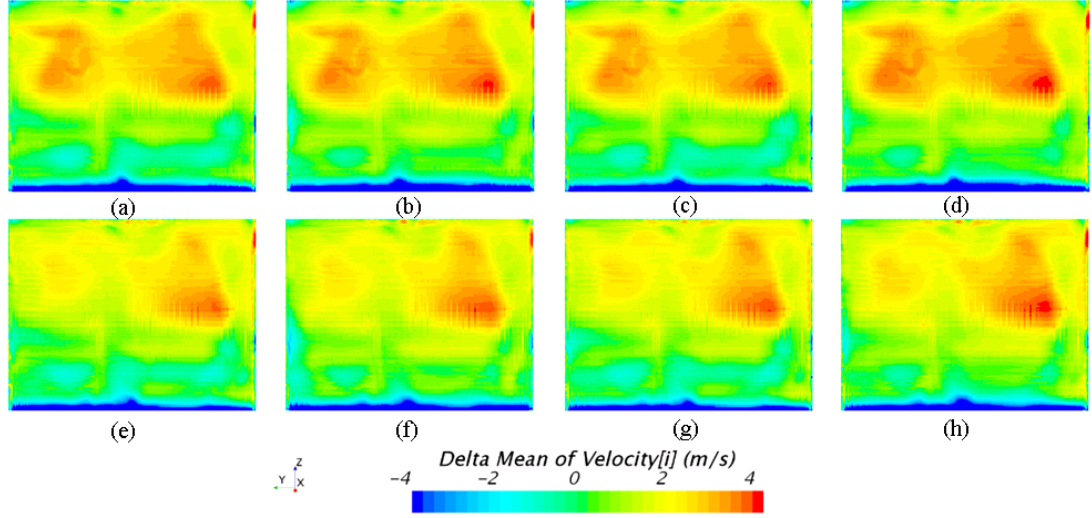 (a) (b) (c) (d)
(e) (f) (g) (h)
Delta Mean of Velocity[i] (m/s)
Z
Y X
-4 -2 0 2 4